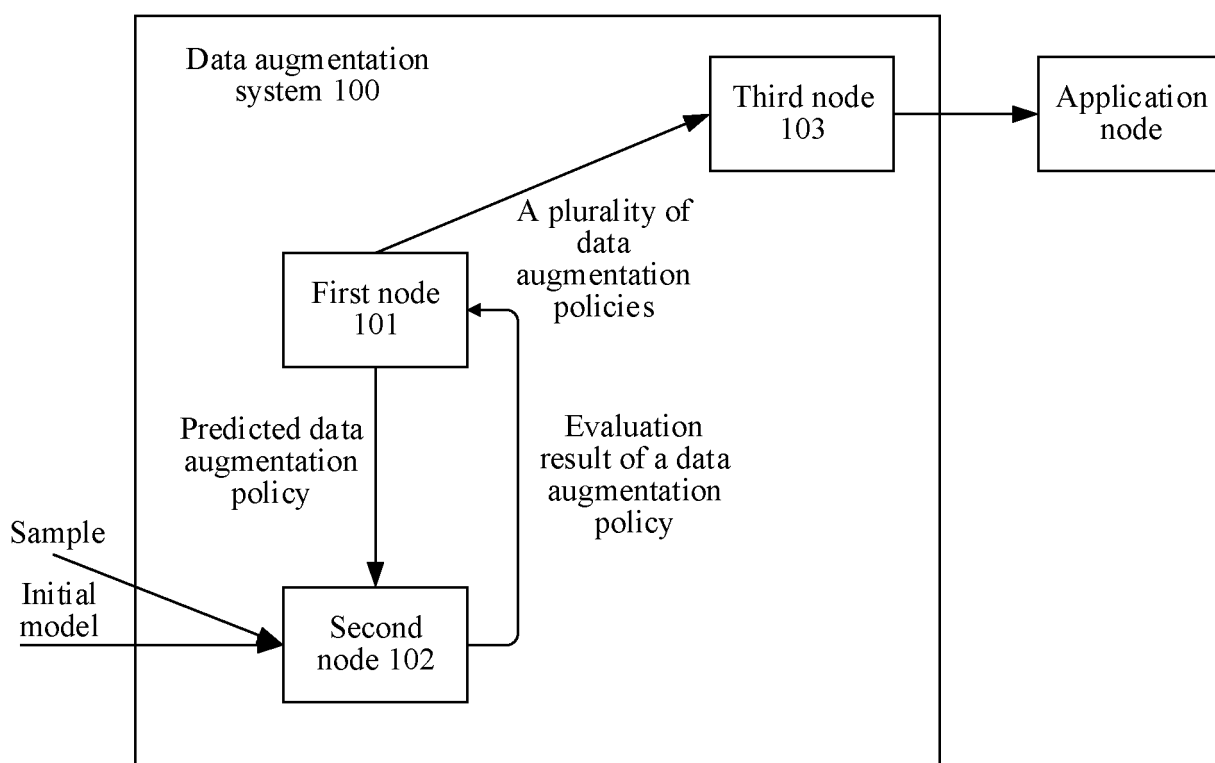 Data augmentation
system 100
Third node
103
Application
node
A plurality of
data
augmentation
policies
First node
101
Predicted data
augmentation
policy
Evaluation
result of a data
augmentation
policy
Sample
Initial
model
Second
node 102